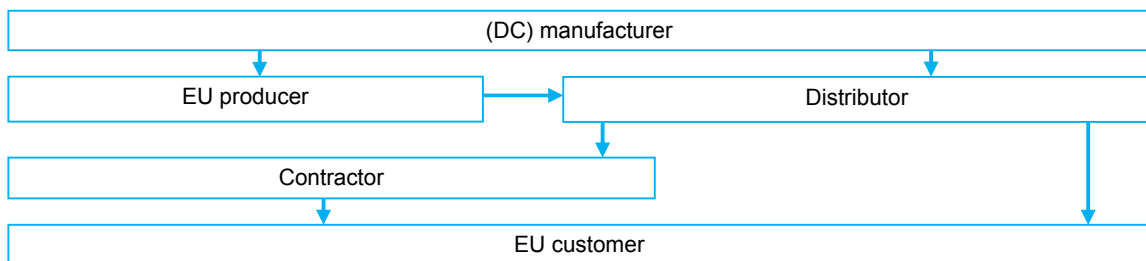 (DC) manufacturer
EU producer
Distributor
Contractor
EU customer